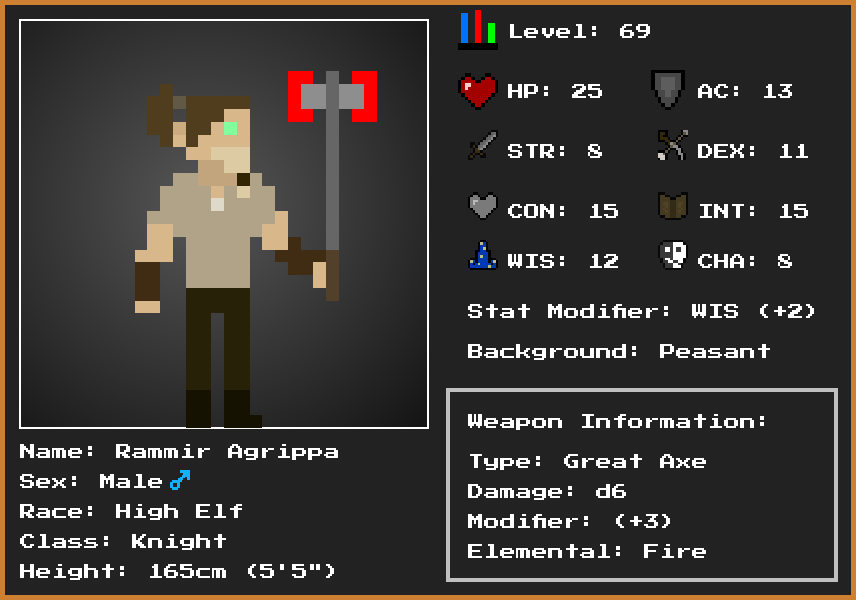 Level: 69
HP: 25
AC: 13
STR: 8
DEX: 11
CON: 15
INT: 15
WIS: 12
CHA: 8
Stat Modifier: WIS (+2)
Background: Peasant
Weapon Information:
Type: Great Axe
Damage: d6
Modifier: (+3)
Elemental: Fire
Name: Rammir Agrippa
Sex: Male♂
Race: High Elf
Class: Knight
Height: 165cm (5'5")